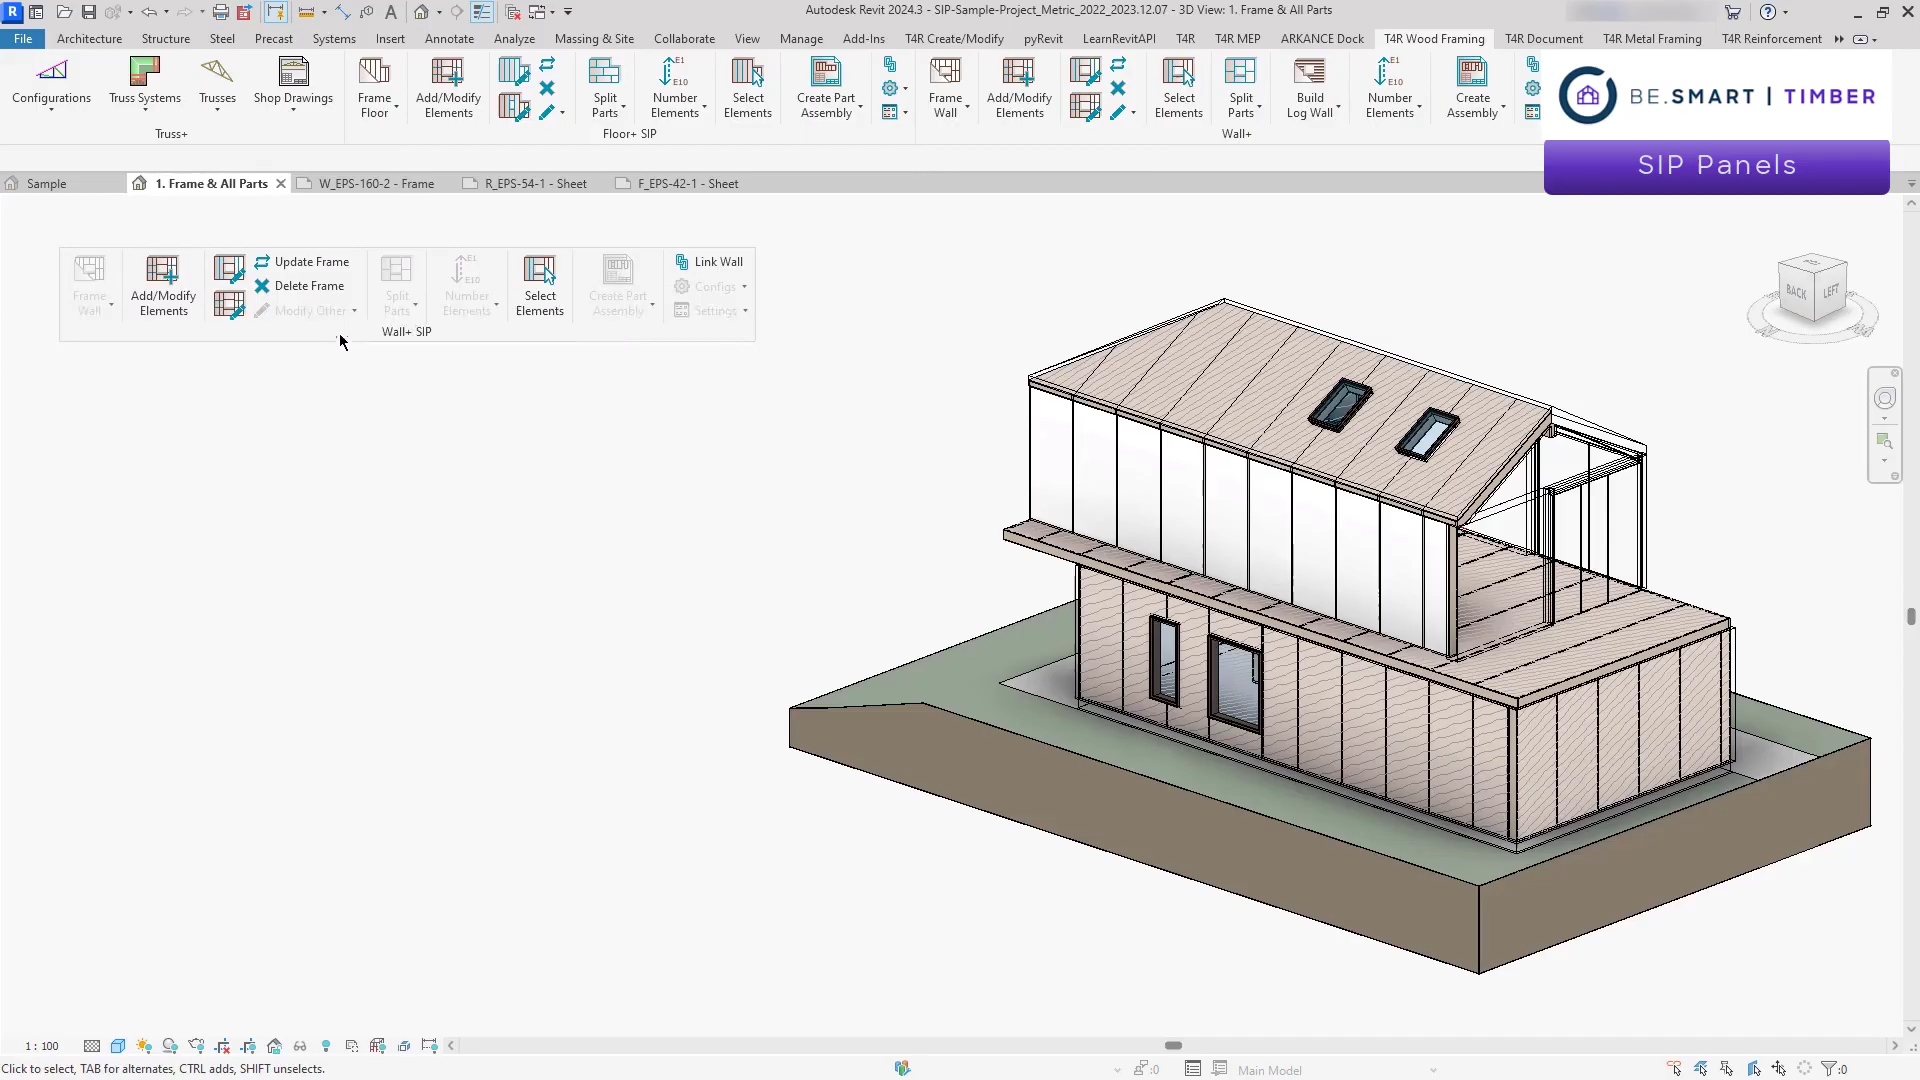 Autodesk Revit 2024.3 - SIP-Sample-Project_Metric_2022_2023.12.07 - 3D View: 1. Frame & All Parts
File Architecture Structure Steel Precast Systems Insert Annotate Analyze Massing & Site Collaborate View Manage Add-Ins T4R Create/Modify pyRevit LearnRevitAPI T4R T4R MEP ARKANCE Dock T4R Wood Framing T4R Document T4R Metal Framing T4R Reinforcement
Configurations Truss Systems Trusses Shop Drawings
Frame Floor
Add/Modify Elements
Split Parts
E1
E10
Number Elements
Select Elements
Create Part Assembly
Frame Wall
Add/Modify Elements
Select Elements
Split Parts
Build Log Wall
E1
E10
Number Elements
Create Assembly
Truss+ Floor+ SIP Wall+
BE.SMART | TIMBER
SIP Panels
Sample 1. Frame & All Parts W_EPS-160-2 - Frame R_EPS-54-1 - Sheet F_EPS-42-1 - Sheet
Frame Wall
Add/Modify Elements
Update Frame
Delete Frame
Modify Other
Split Parts
E1
E10
Number Elements
Select Elements
Create Part Assembly
Link Wall
Configs
Settings
Wall+ SIP
BACK LEFT
1 : 100
Click to select, TAB for alternates, CTRL adds, SHIFT unselects.
:0
Main Model
:0